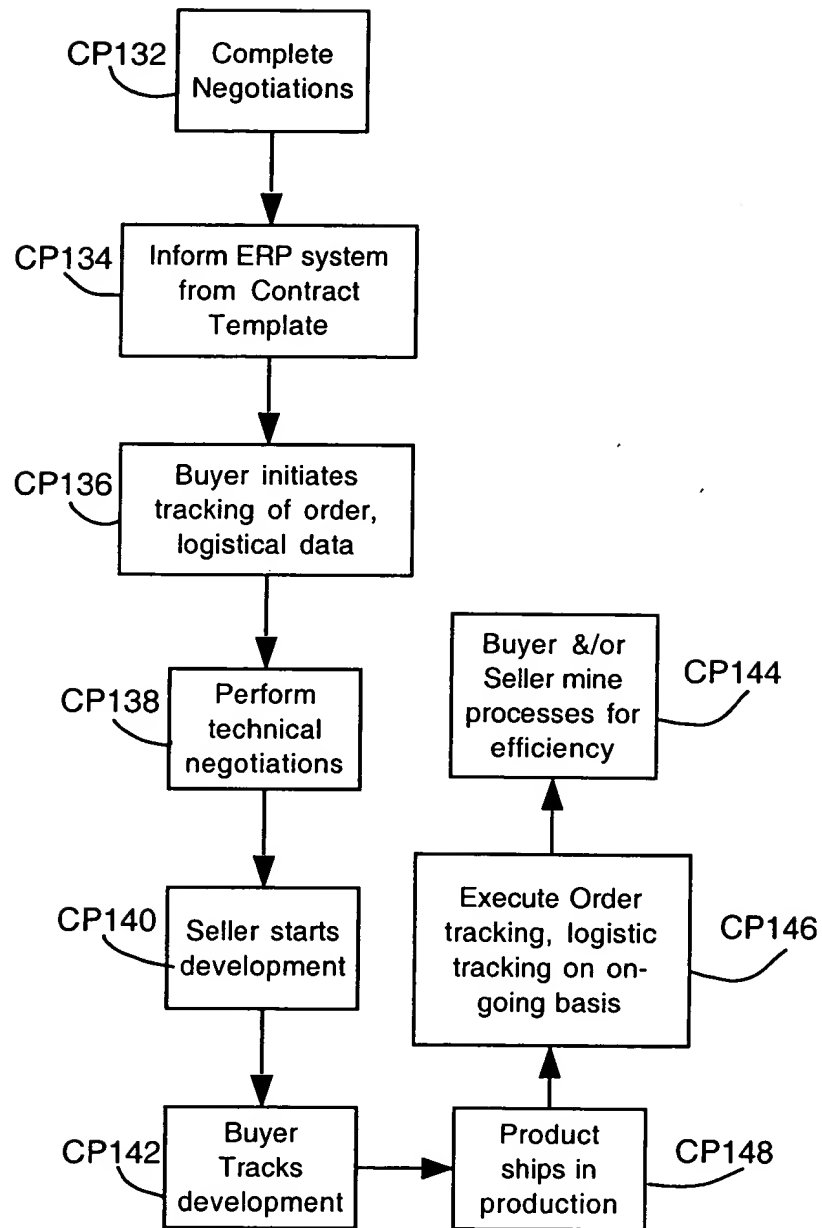 CP132
Complete
Negotiations
CP134
Inform ERP system
from Contract
Template
CP136
Buyer initiates
tracking of order,
logistical data
CP138
Perform
technical
negotiations
CP140
Seller starts
development
CP142
Buyer
Tracks
development
Product
ships in
production
CP148
Execute Order
tracking, logistic
tracking on on-
going basis
CP146
Buyer &/or
Seller mine
processes for
efficiency
CP144